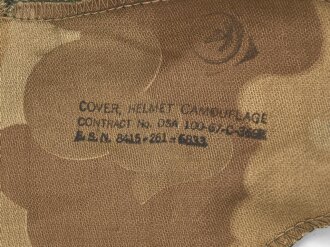 COVER, HELMET CAMOUFLAGE
CONTRACT No. DSA 100-67-C-
F.S.N. 8415-261-6833